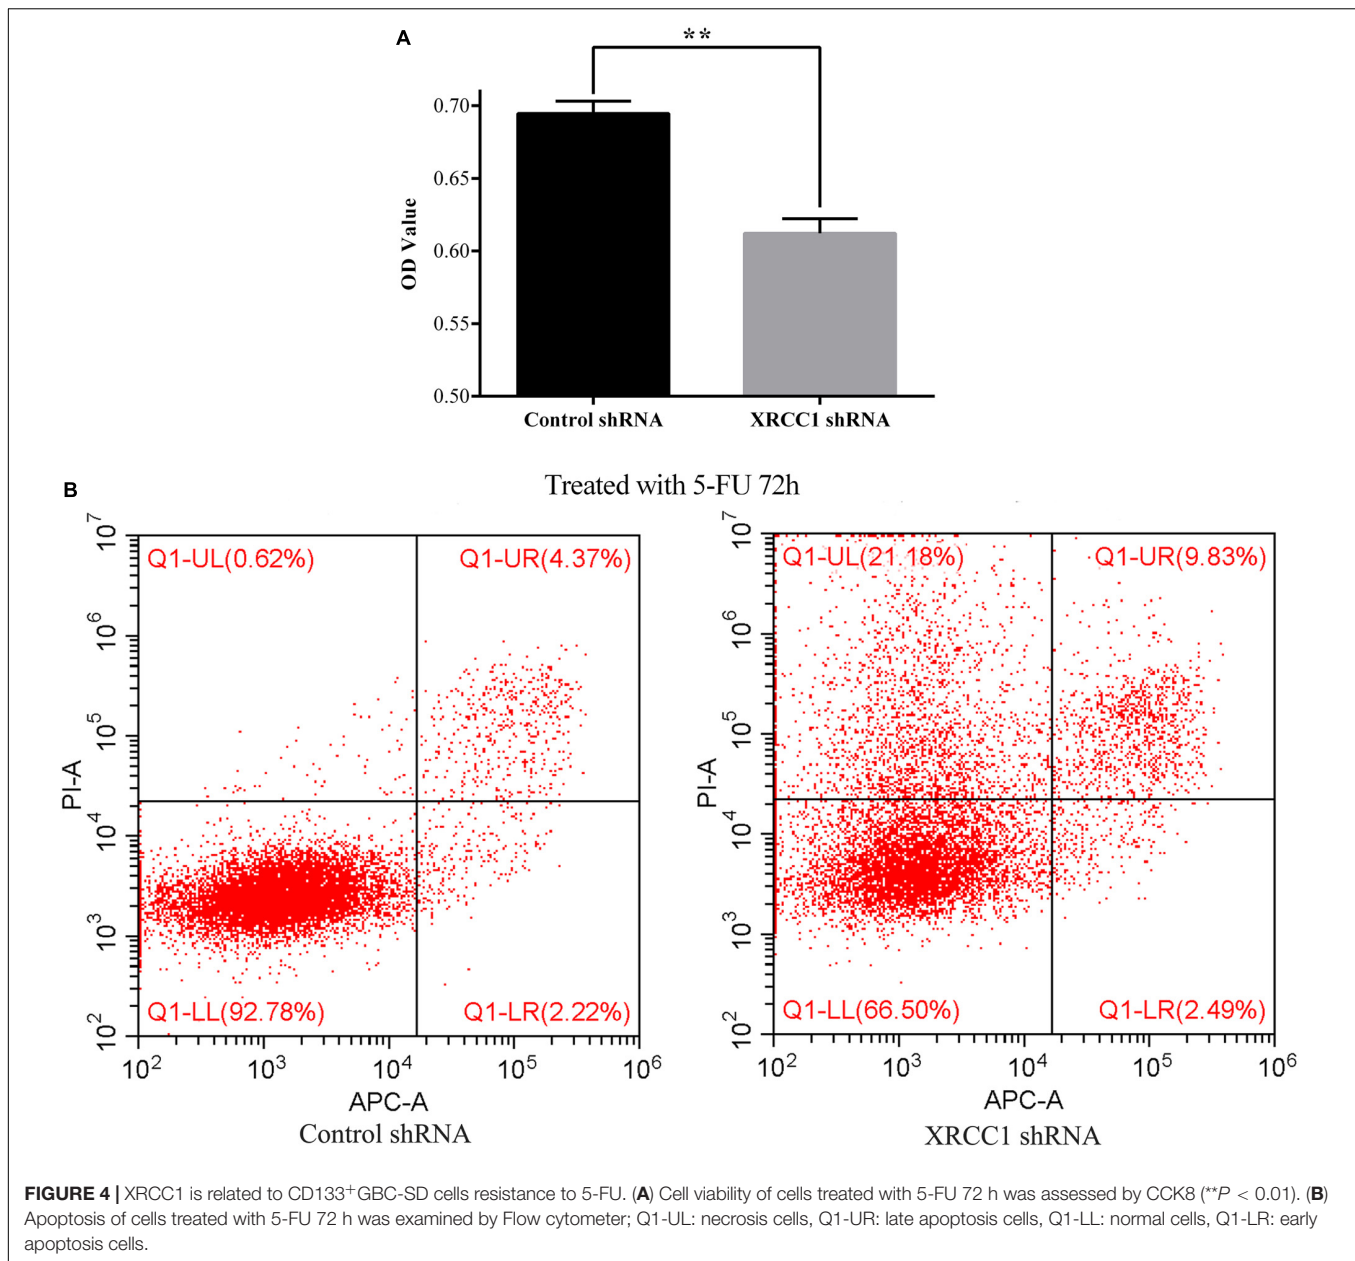 A
**
OD Value
0.70
0.65
0.60
0.55
0.50
Control shRNA XRCC1 shRNA
B
Treated with 5-FU 72h
Q1-UL(0.62%) Q1-UR(4.37%)
Q1-LL(92.78%) Q1-LR(2.22%)
PI-A
10^7
10^6
10^5
10^4
10^3
10^2
10^2 10^3 10^4 10^5 10^6
APC-A
Control shRNA
Q1-UL(21.18%) Q1-UR(9.83%)
Q1-LL(66.50%) Q1-LR(2.49%)
PI-A
10^7
10^6
10^5
10^4
10^3
10^2
10^2 10^3 10^4 10^5 10^6
APC-A
XRCC1 shRNA
FIGURE 4 | XRCC1 is related to CD133+GBC-SD cells resistance to 5-FU. (A) Cell viability of cells treated with 5-FU 72 h was assessed by CCK8 (**P < 0.01). (B)
Apoptosis of cells treated with 5-FU 72 h was examined by Flow cytometer; Q1-UL: necrosis cells, Q1-UR: late apoptosis cells, Q1-LL: normal cells, Q1-LR: early
apoptosis cells.